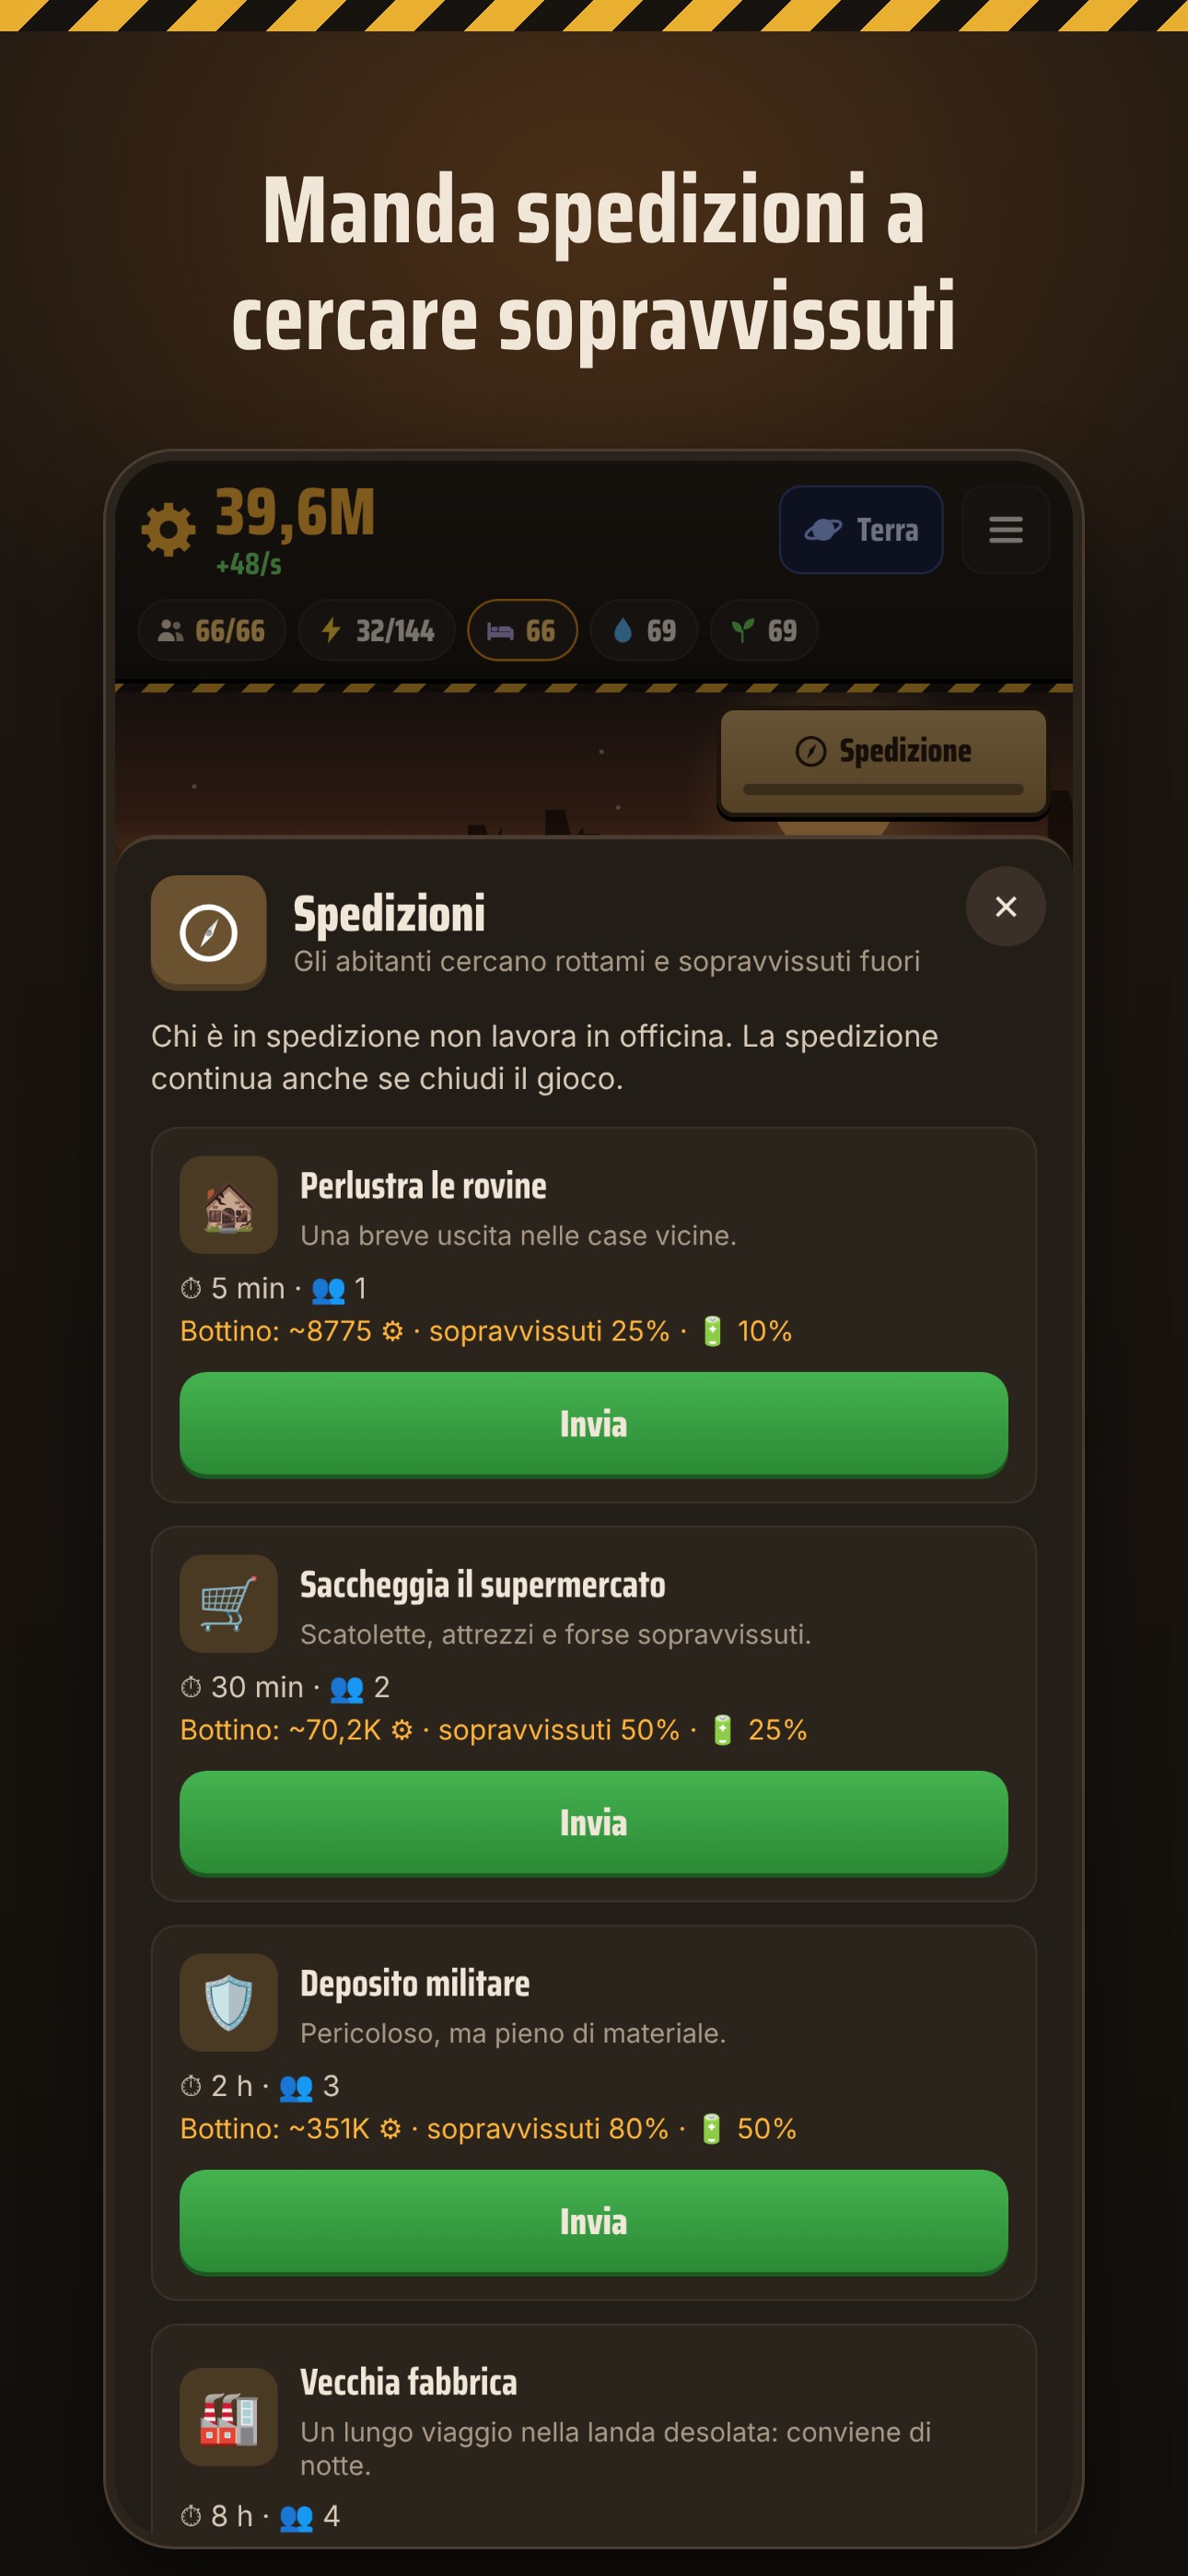 Manda spedizioni a
cercare sopravvissuti
39,6M
+48/s
Terra
66/66
32/144
66
69
69
Spedizione
Spedizioni
Gli abitanti cercano rottami e sopravvissuti fuori
Chi è in spedizione non lavora in officina. La spedizione
continua anche se chiudi il gioco.
Perlustra le rovine
Una breve uscita nelle case vicine.
⏱ 5 min · 👥 1
Bottino: ~8775 ⚙ · sopravvissuti 25% · 🔋 10%
Invia
Saccheggia il supermercato
Scatolette, attrezzi e forse sopravvissuti.
⏱ 30 min · 👥 2
Bottino: ~70,2K ⚙ · sopravvissuti 50% · 🔋 25%
Invia
Deposito militare
Pericoloso, ma pieno di materiale.
⏱ 2 h · 👥 3
Bottino: ~351K ⚙ · sopravvissuti 80% · 🔋 50%
Invia
Vecchia fabbrica
Un lungo viaggio nella landa desolata: conviene di
notte.
⏱ 8 h · 👥 4